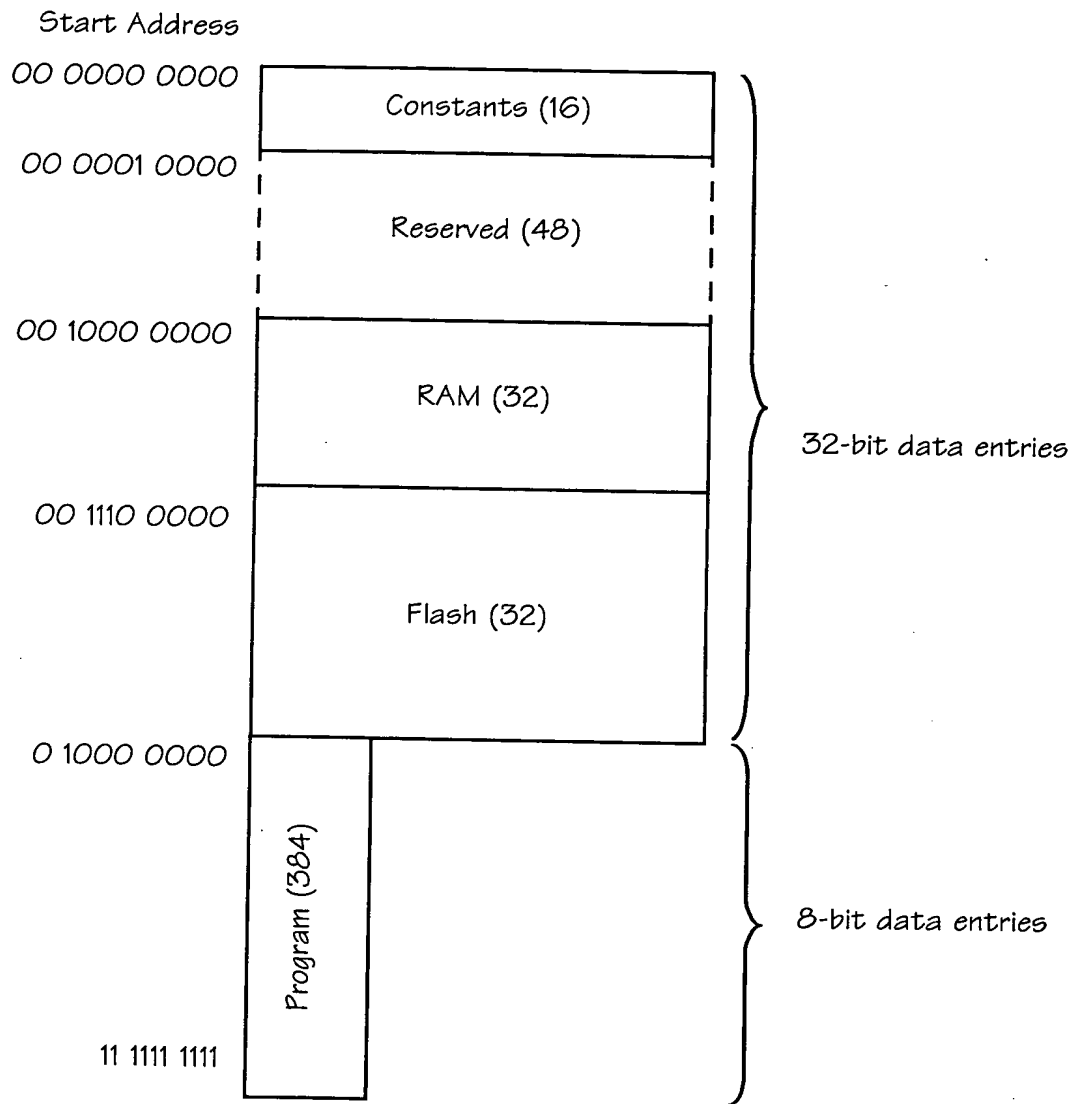 Start Address
00 0000 0000
Constants (16)
00 0001 0000
Reserved (48)
00 1000 0000
RAM (32)
32-bit data entries
00 1110 0000
Flash (32)
0 1000 0000
Program (384)
8-bit data entries
11 1111 1111